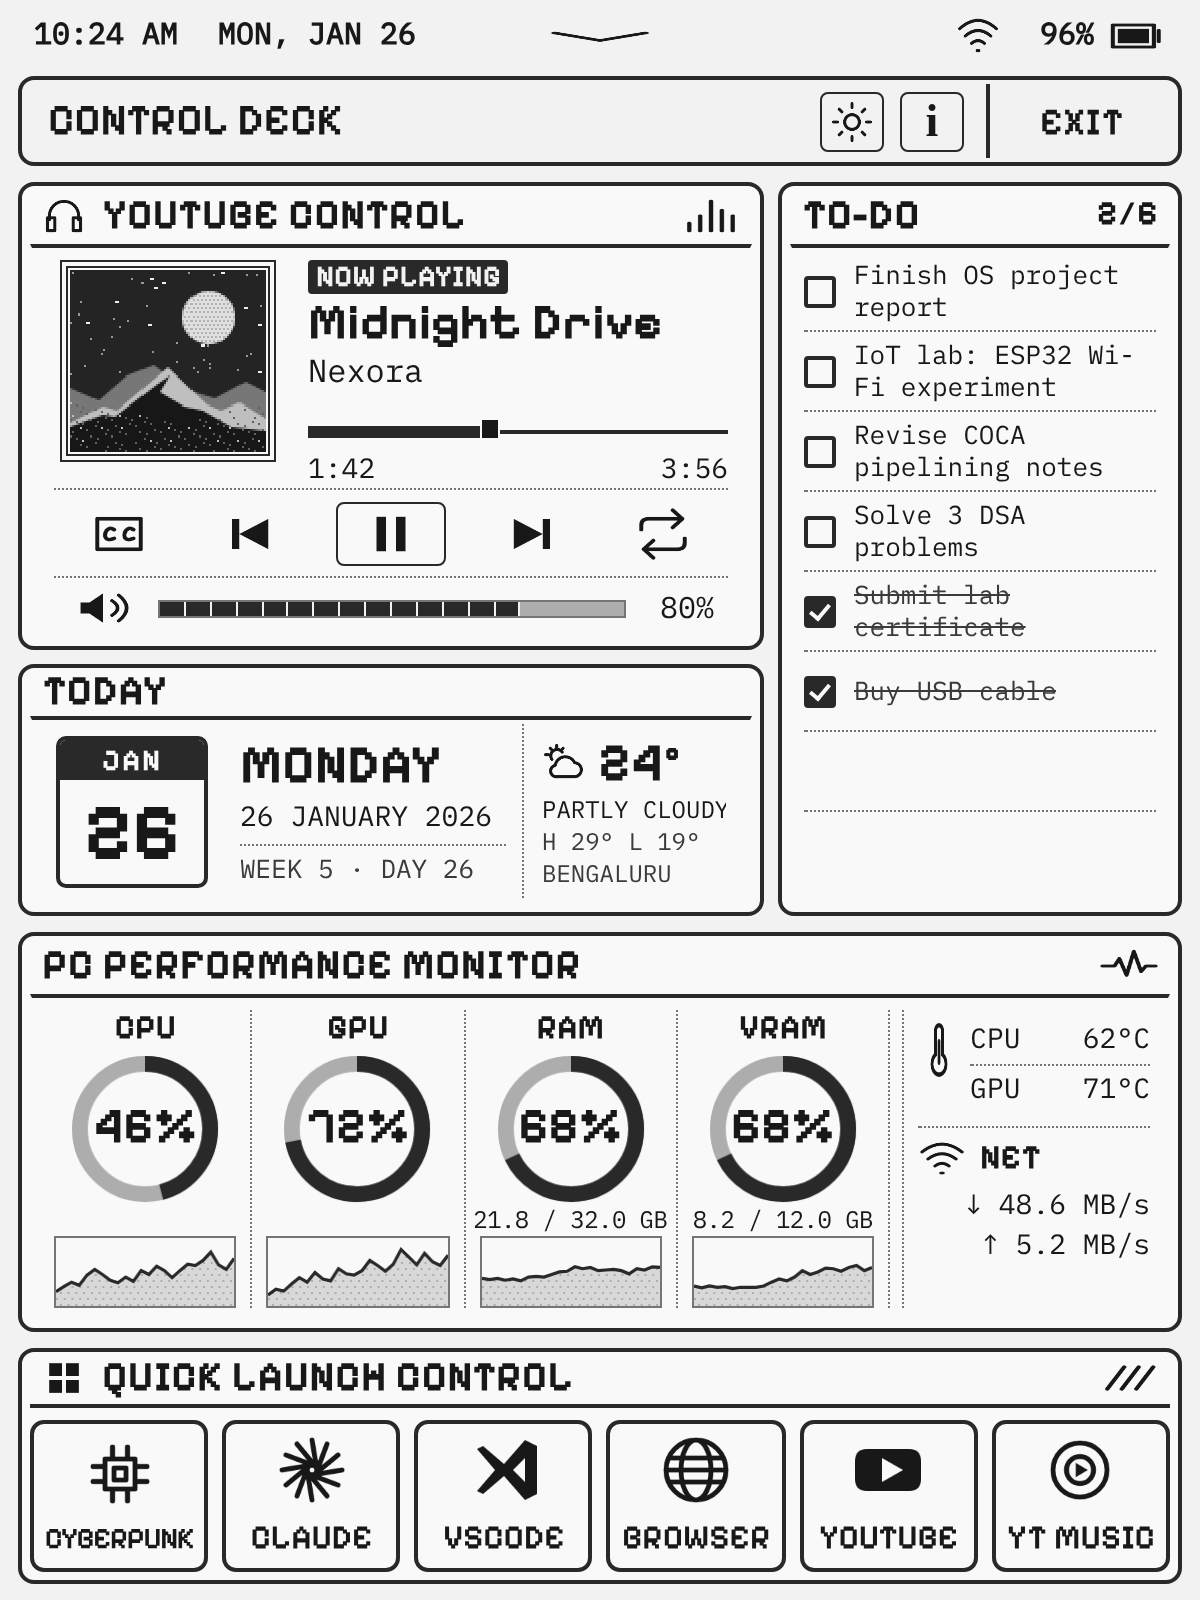 10:24 AM MON, JAN 26
96%
CONTROL DECK
i
EXIT
YOUTUBE CONTROL
NOW PLAYING
Midnight Drive
Nexora
1:42 3:56
CC
80%
TO-DO 2/6
Finish OS project
report
IoT lab: ESP32 Wi-
Fi experiment
Revise COCA
pipelining notes
Solve 3 DSA
problems
Submit lab
certificate
Buy USB cable
TODAY
JAN
26
MONDAY
26 JANUARY 2026
WEEK 5 · DAY 26
24°
PARTLY CLOUDY
H 29° L 19°
BENGALURU
PC PERFORMANCE MONITOR
CPU
46%
GPU
72%
RAM
68%
21.8 / 32.0 GB
VRAM
68%
8.2 / 12.0 GB
CPU 62°C
GPU 71°C
NET
↓ 48.6 MB/s
↑ 5.2 MB/s
QUICK LAUNCH CONTROL
CYBERPUNK
CLAUDE
VSCODE
BROWSER
YOUTUBE
YT MUSIC